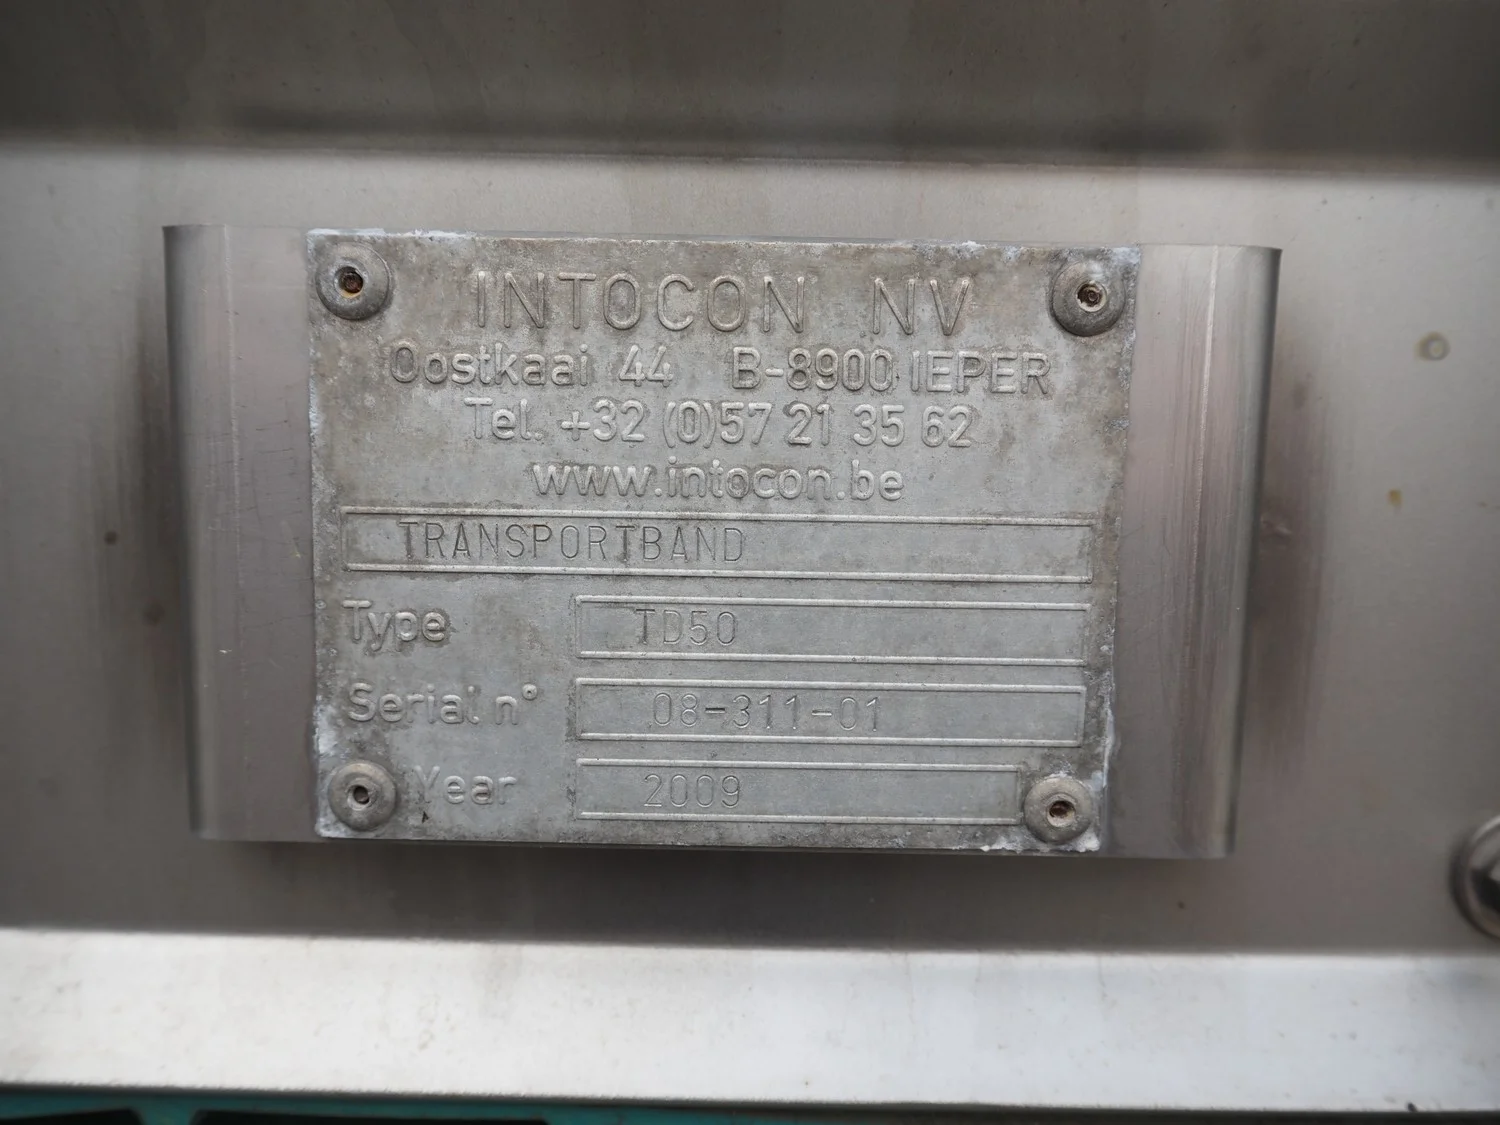 INTOCON NV
Oostkaai 44 B-8900 IEPER
Tel. +32 (0)57 21 35 62
www.intocon.be
TRANSPORTBAND
Type TD50
Serial n° 08-311-01
Year 2009